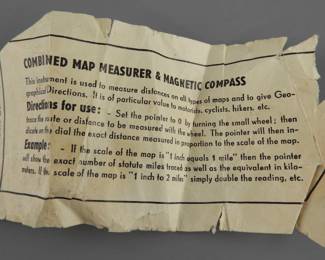 COMBINED MAP MEASURER & MAGNETIC COMPASS
This instrument is used to measure distances on all types of maps and to give Geo-
graphical Directions. It is of particular value to motorists, cyclists, hikers, etc.
Directions for use: - Set the pointer to 0 by turning the small wheel; then
trace the route or distance to be measured with the wheel. The pointer will then in-
dicate on the dial the exact distance measured in proportion to the scale of the map.
Example: - If the scale of the map is "1 inch equals 1 mile" then the pointer
will show the exact number of statute miles traced as well as the equivalent in kilo-
meters. If the scale of the map is "1 inch to 2 mile" simply double the reading, etc.